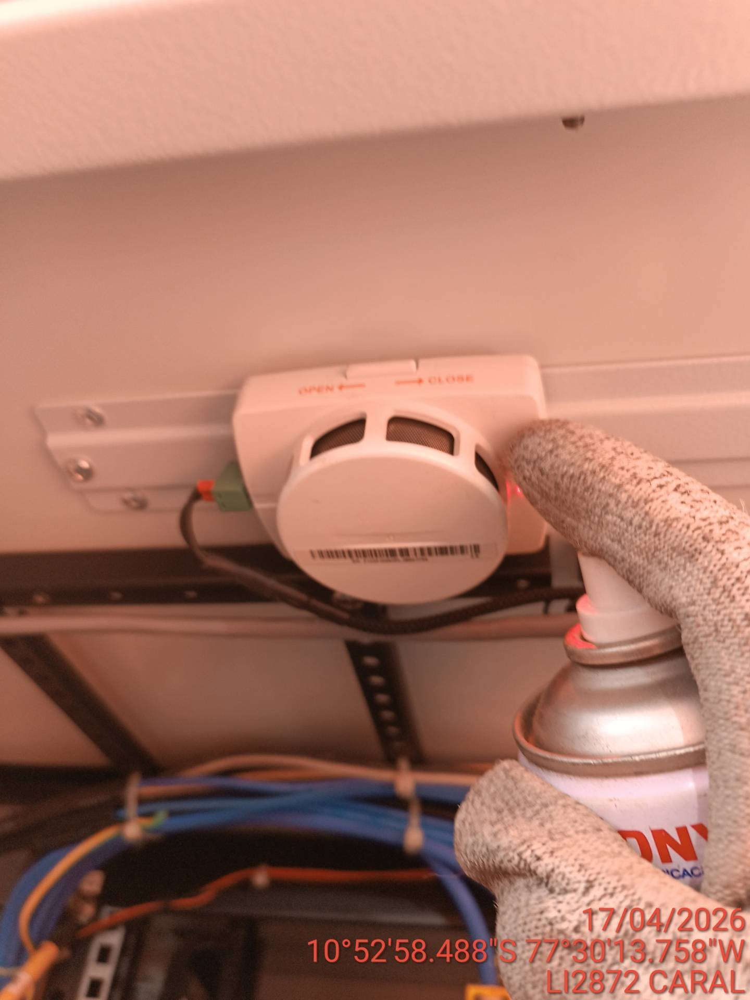 OPEN ← → CLOSE
17/04/2026
10°52'58.488"S 77°30'13.758"W
LI2872 CARAL